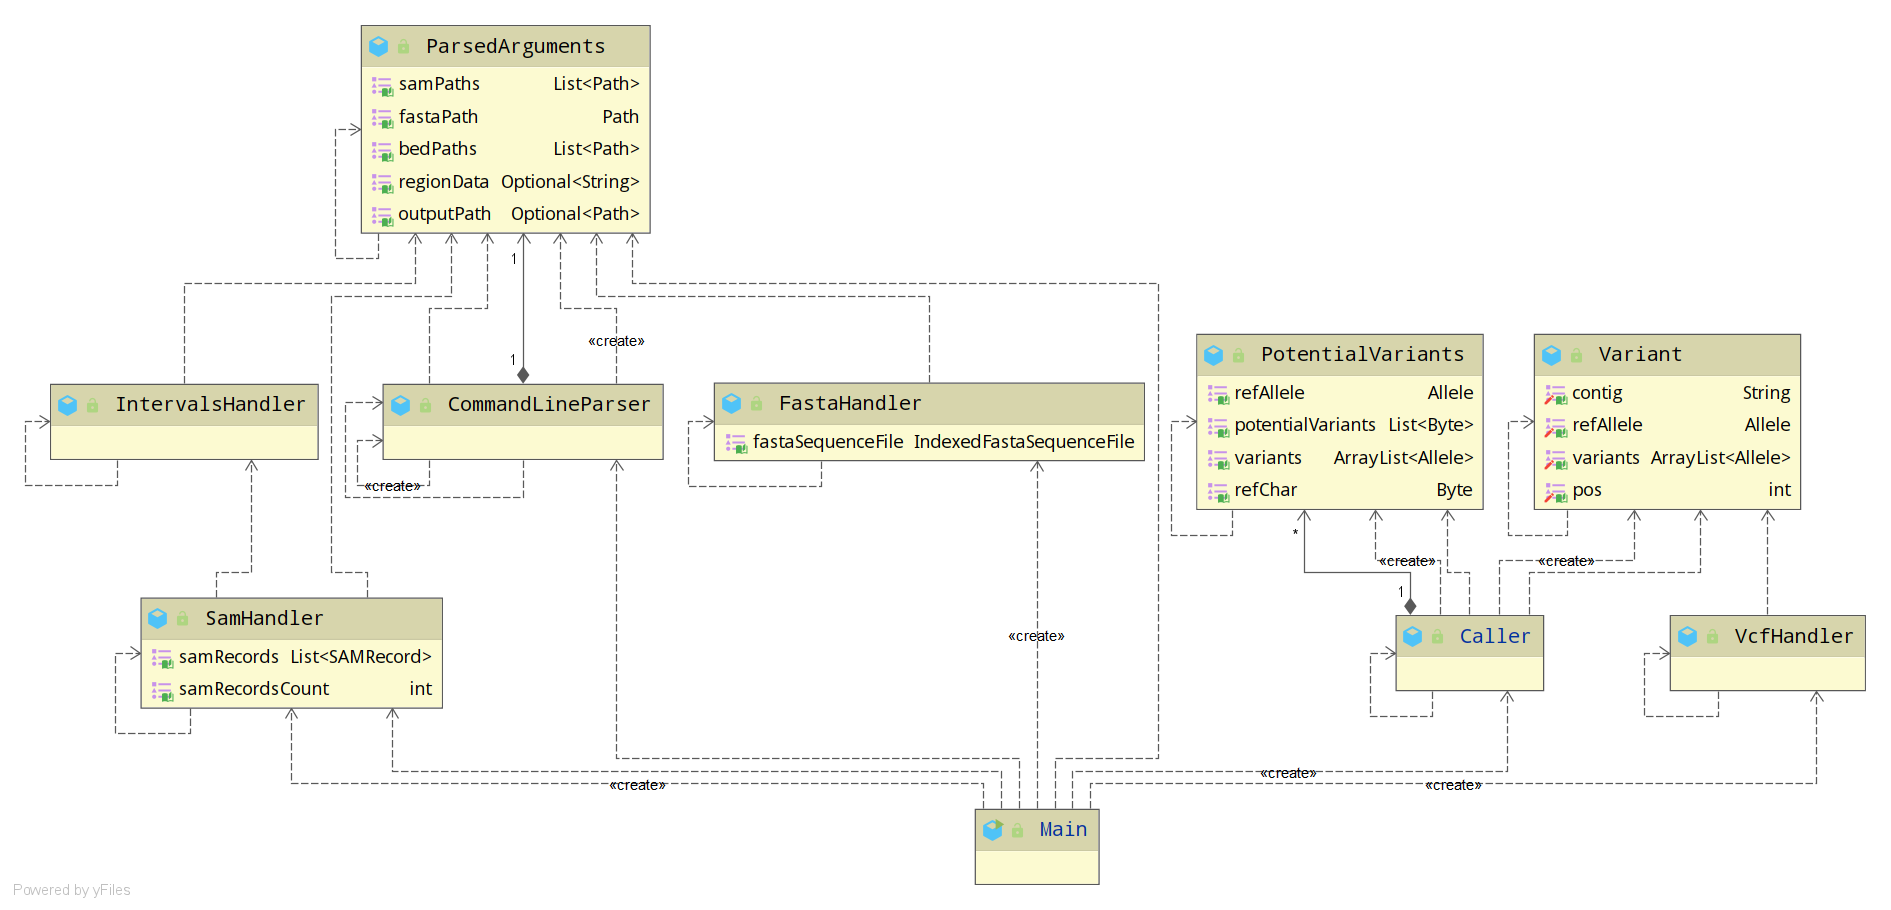 ParsedArguments
samPaths List<Path>
fastaPath Path
bedPaths List<Path>
regionData Optional<String>
outputPath Optional<Path>
1
«create»
1
PotentialVariants
refAllele Allele
potentialVariants List<Byte>
variants ArrayList<Allele>
refChar Byte
Variant
contig String
refAllele Allele
variants ArrayList<Allele>
pos int
IntervalsHandler
CommandLineParser
FastaHandler
fastaSequenceFile IndexedFastaSequenceFile
«create»
*
«create»
«create»
1
SamHandler
samRecords List<SAMRecord>
samRecordsCount int
«create»
Caller
VcfHandler
«create»
«create»
«create»
Main
Powered by yFiles